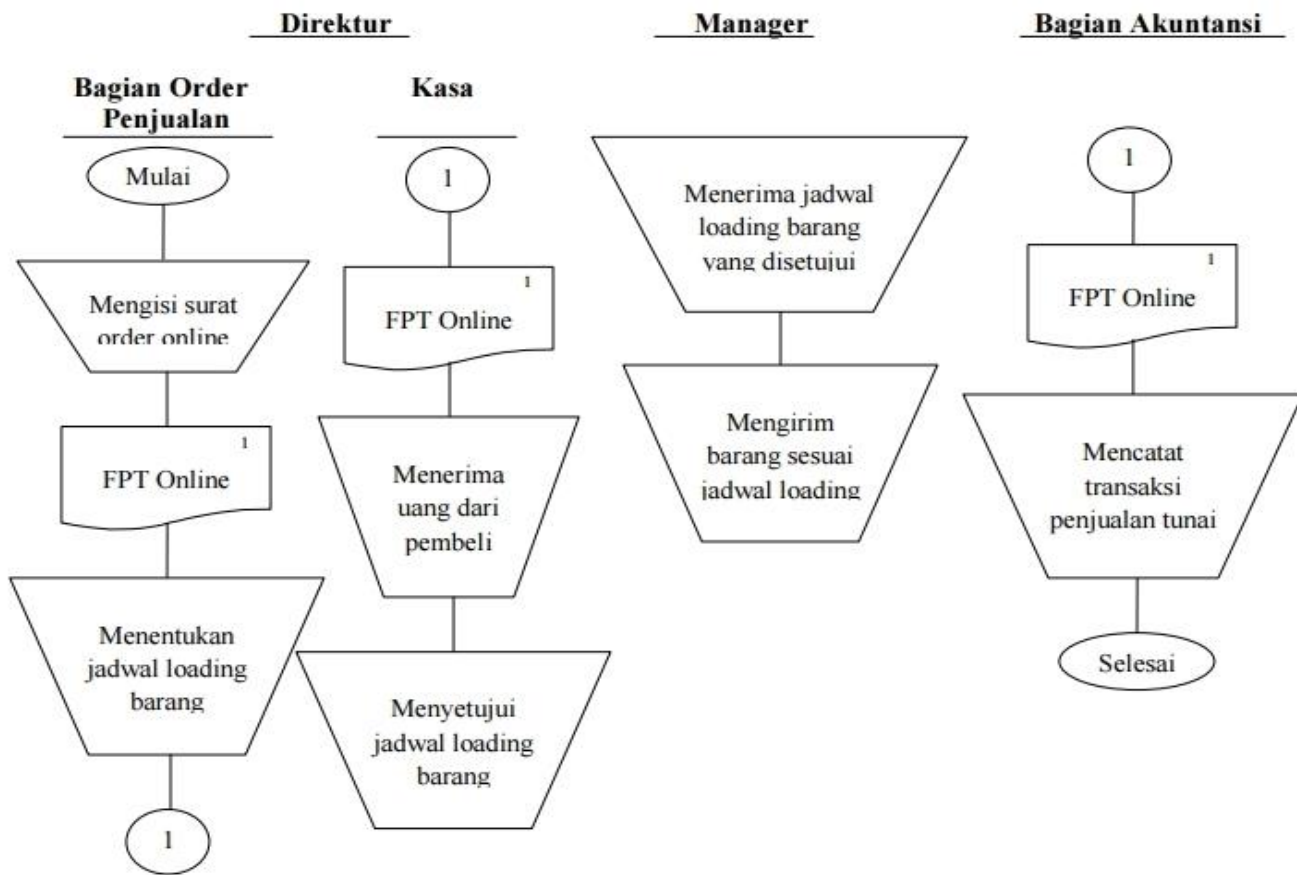 Direktur
Manager
Bagian Akuntansi
Bagian Order
Penjualan
Kasa
Mulai
Mengisi surat
order online
1
FPT Online
Menentukan
jadwal loading
barang
1
1
1
FPT Online
Menerima
uang dari
pembeli
Menyetujui
jadwal loading
barang
Menerima jadwal
loading barang
yang disetujui
Mengirim
barang sesuai
jadwal loading
1
1
FPT Online
Mencatat
transaksi
penjualan tunai
Selesai